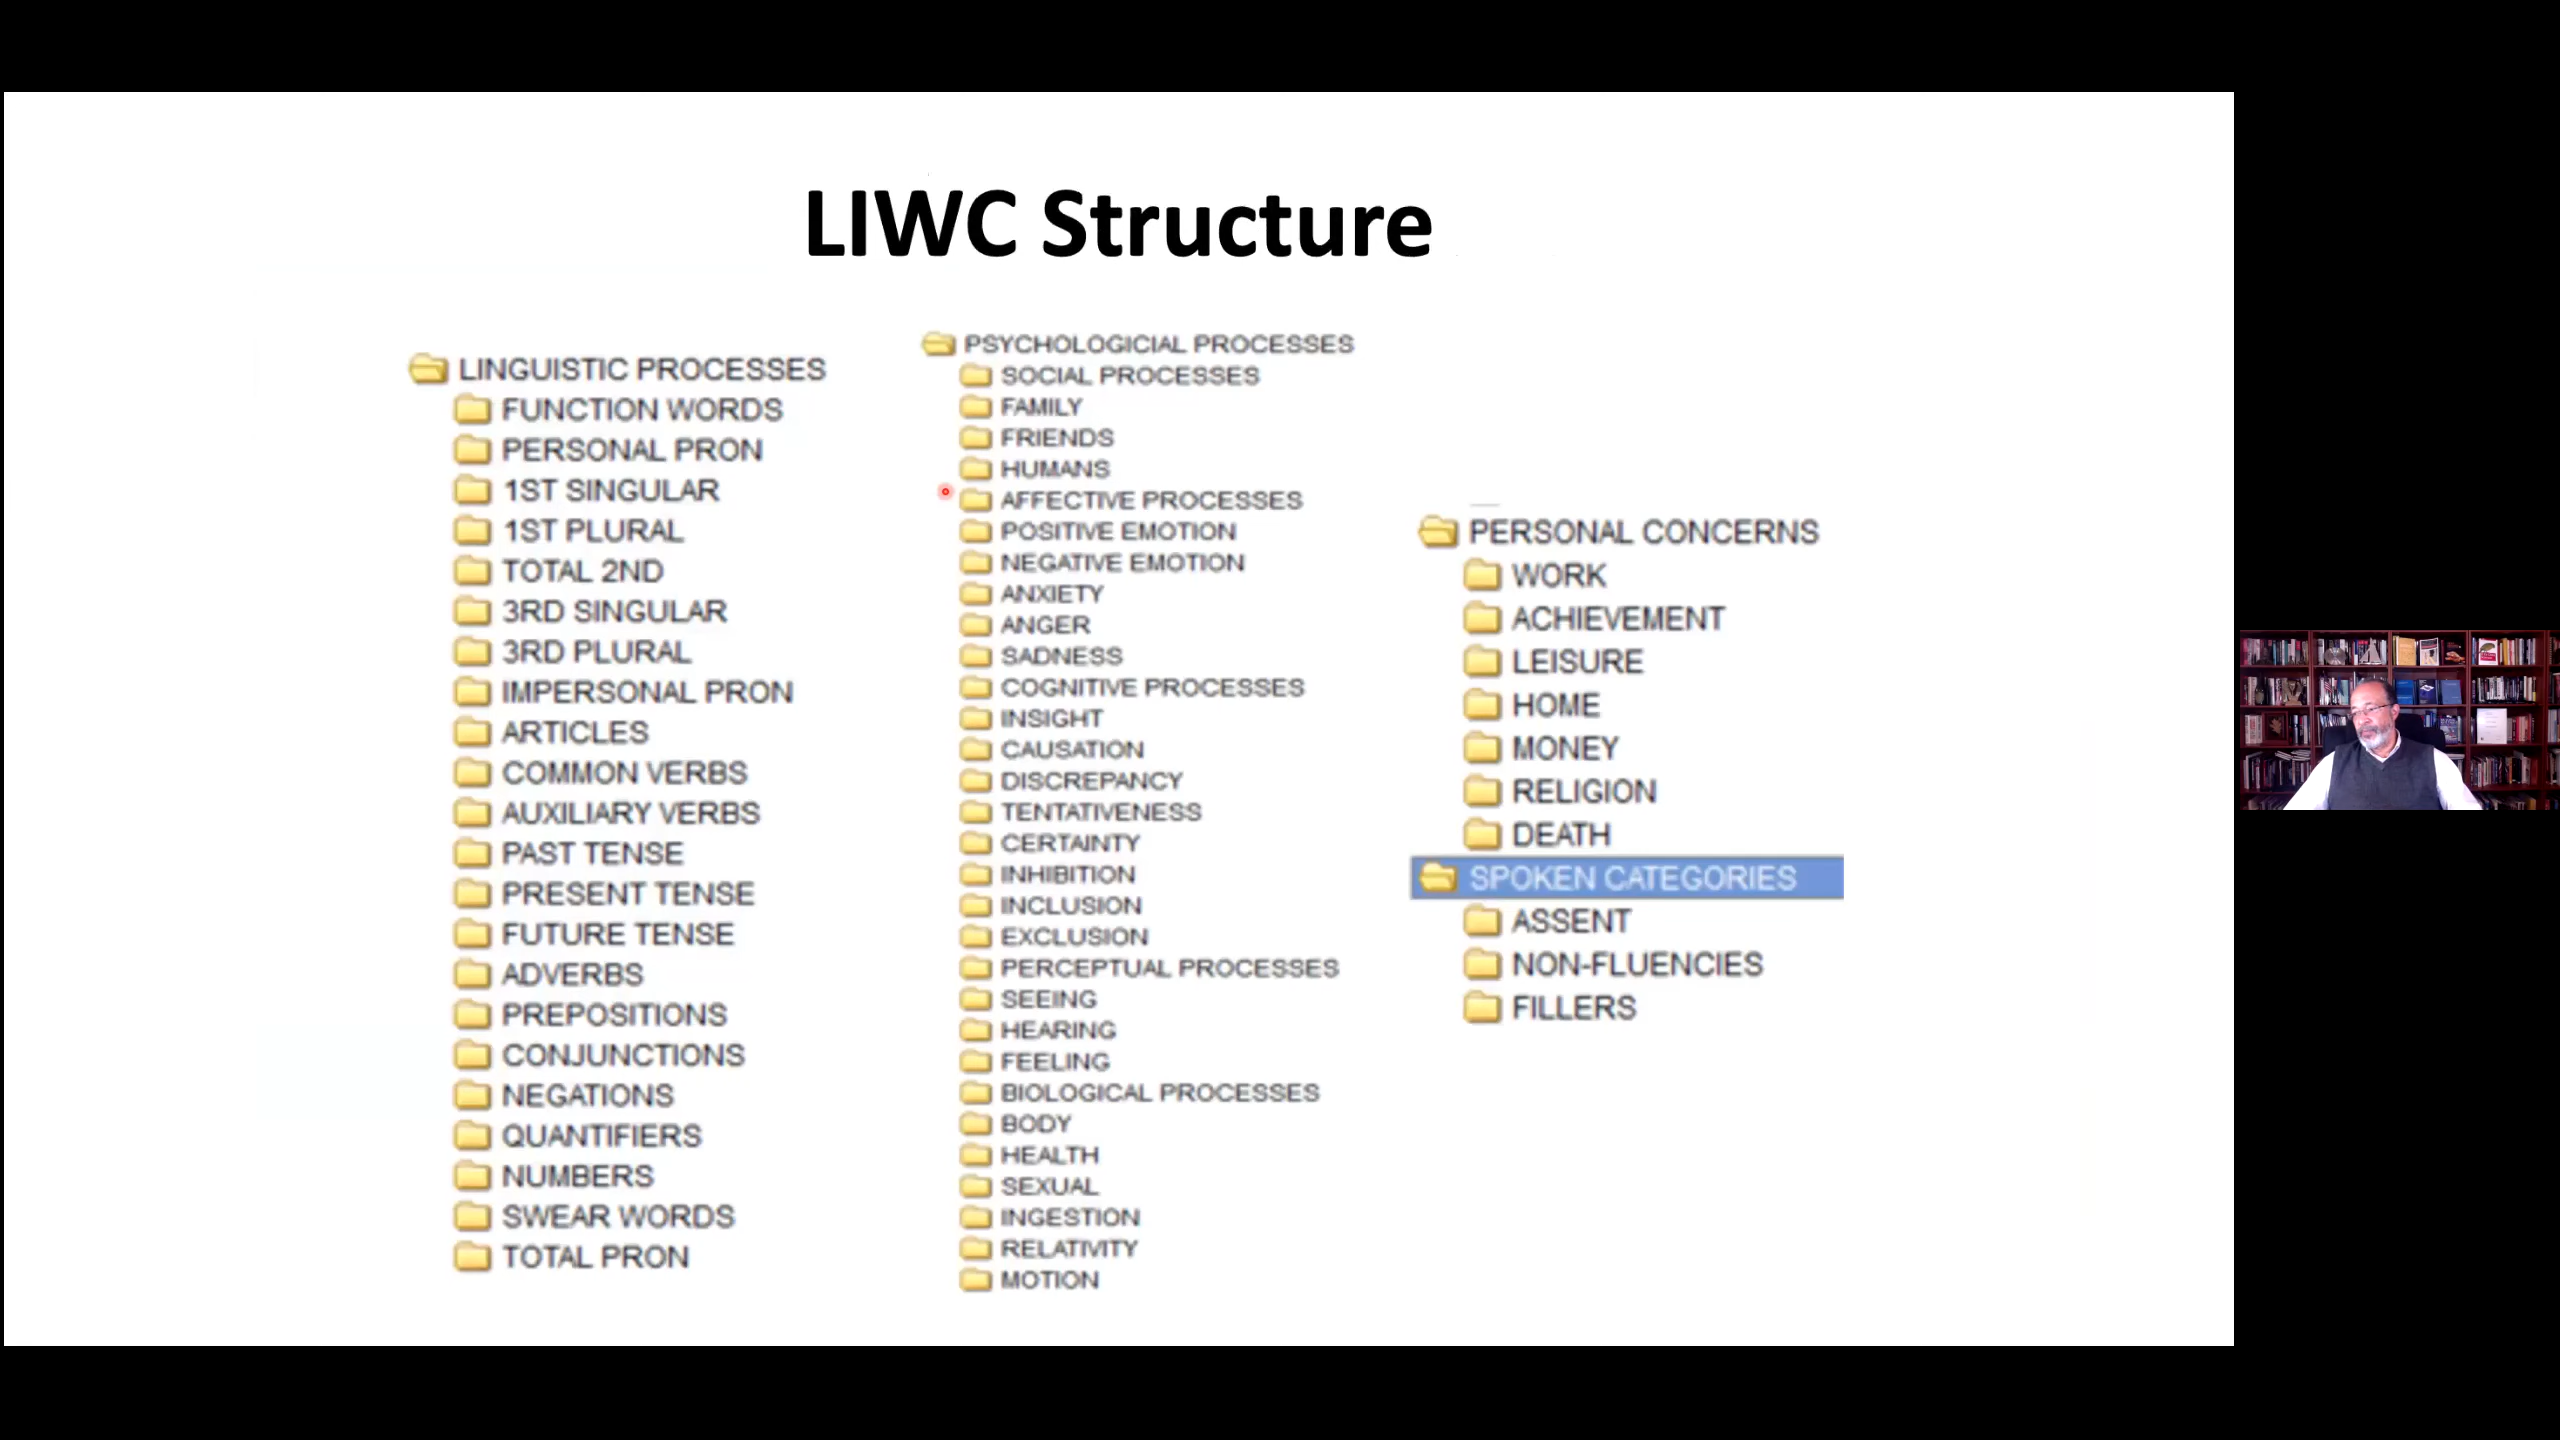 LIWC Structure
LINGUISTIC PROCESSES
FUNCTION WORDS
PERSONAL PRON
1ST SINGULAR
1ST PLURAL
TOTAL 2ND
3RD SINGULAR
3RD PLURAL
IMPERSONAL PRON
ARTICLES
COMMON VERBS
AUXILIARY VERBS
PAST TENSE
PRESENT TENSE
FUTURE TENSE
ADVERBS
PREPOSITIONS
CONJUNCTIONS
NEGATIONS
QUANTIFIERS
NUMBERS
SWEAR WORDS
TOTAL PRON
PSYCHOLOGICIAL PROCESSES
SOCIAL PROCESSES
FAMILY
FRIENDS
HUMANS
AFFECTIVE PROCESSES
POSITIVE EMOTION
NEGATIVE EMOTION
ANXIETY
ANGER
SADNESS
COGNITIVE PROCESSES
INSIGHT
CAUSATION
DISCREPANCY
TENTATIVENESS
CERTAINTY
INHIBITION
INCLUSION
EXCLUSION
PERCEPTUAL PROCESSES
SEEING
HEARING
FEELING
BIOLOGICAL PROCESSES
BODY
HEALTH
SEXUAL
INGESTION
RELATIVITY
MOTION
PERSONAL CONCERNS
WORK
ACHIEVEMENT
LEISURE
HOME
MONEY
RELIGION
DEATH
SPOKEN CATEGORIES
ASSENT
NON-FLUENCIES
FILLERS